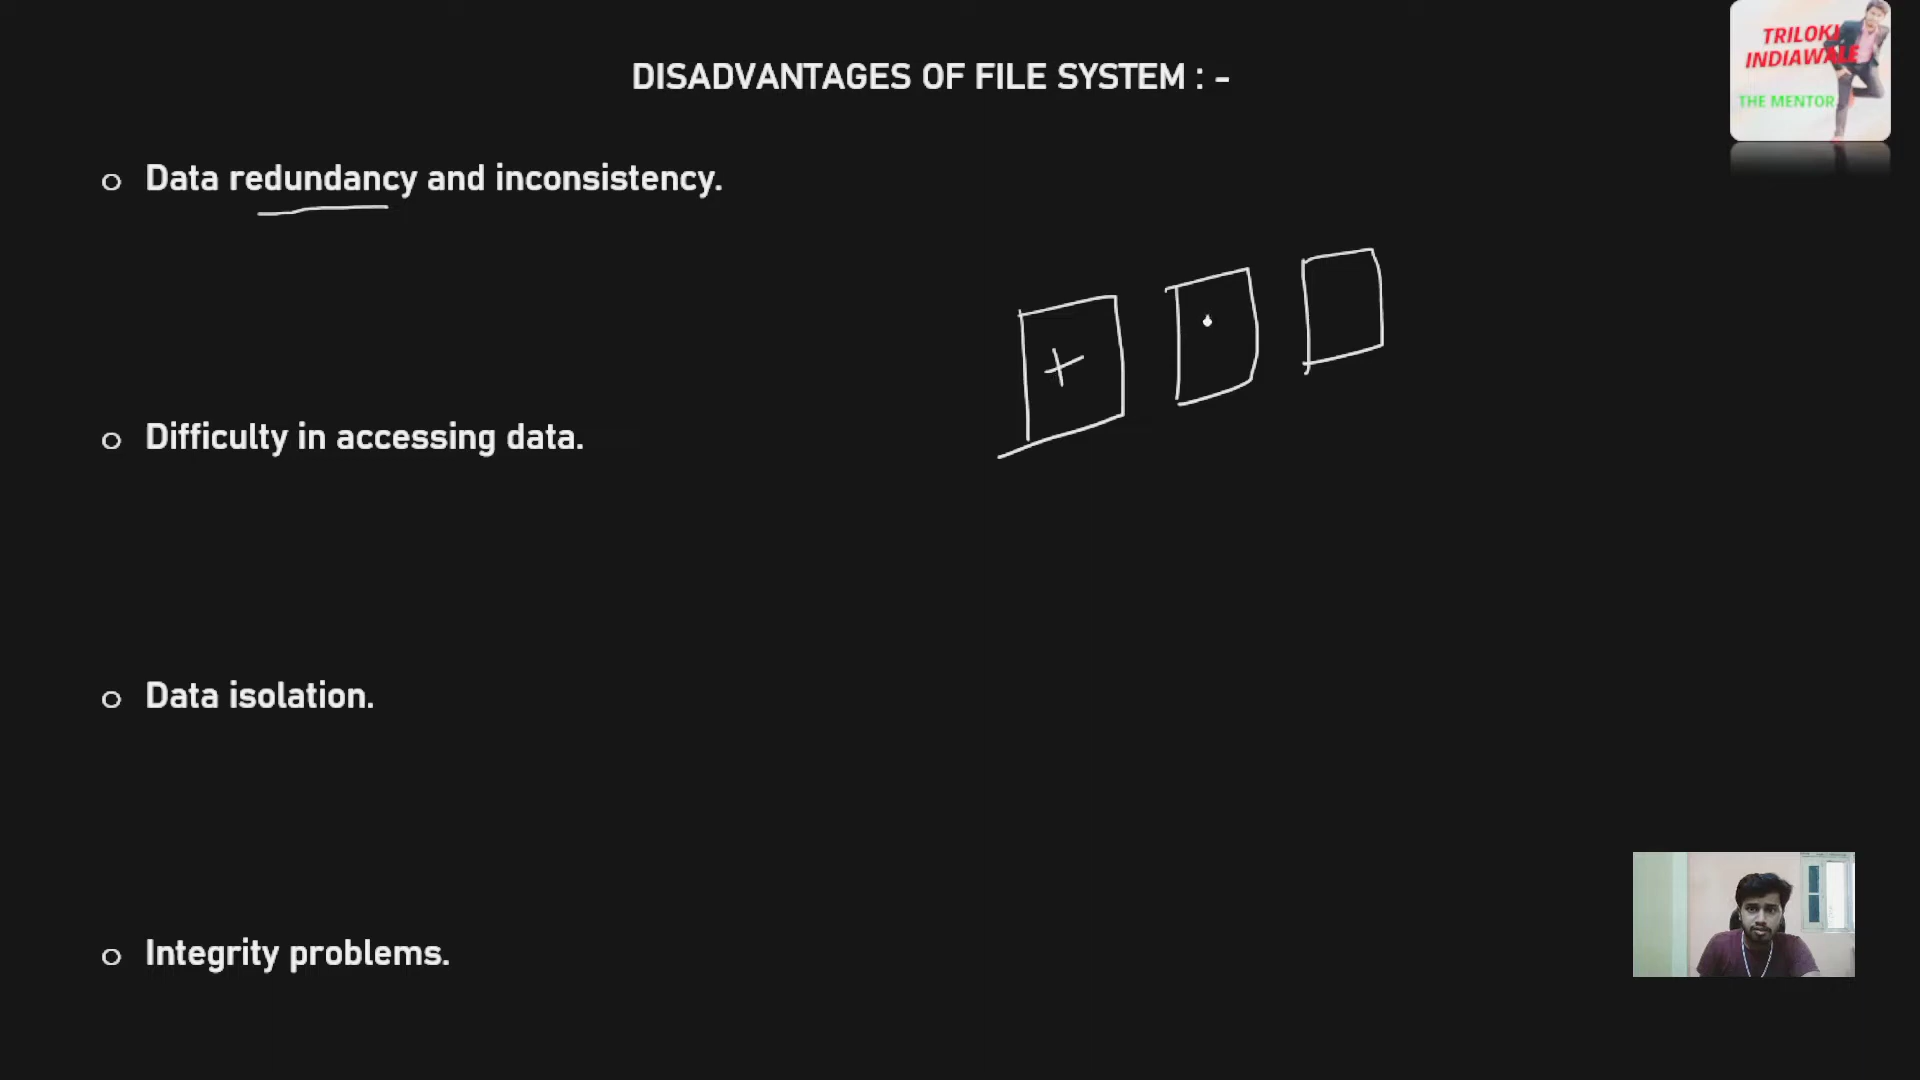 DISADVANTAGES OF FILE SYSTEM : -
TRILOKI
INDIAWALE
THE MENTOR
o Data redundancy and inconsistency.
+
o Difficulty in accessing data.
o Data isolation.
o Integrity problems.